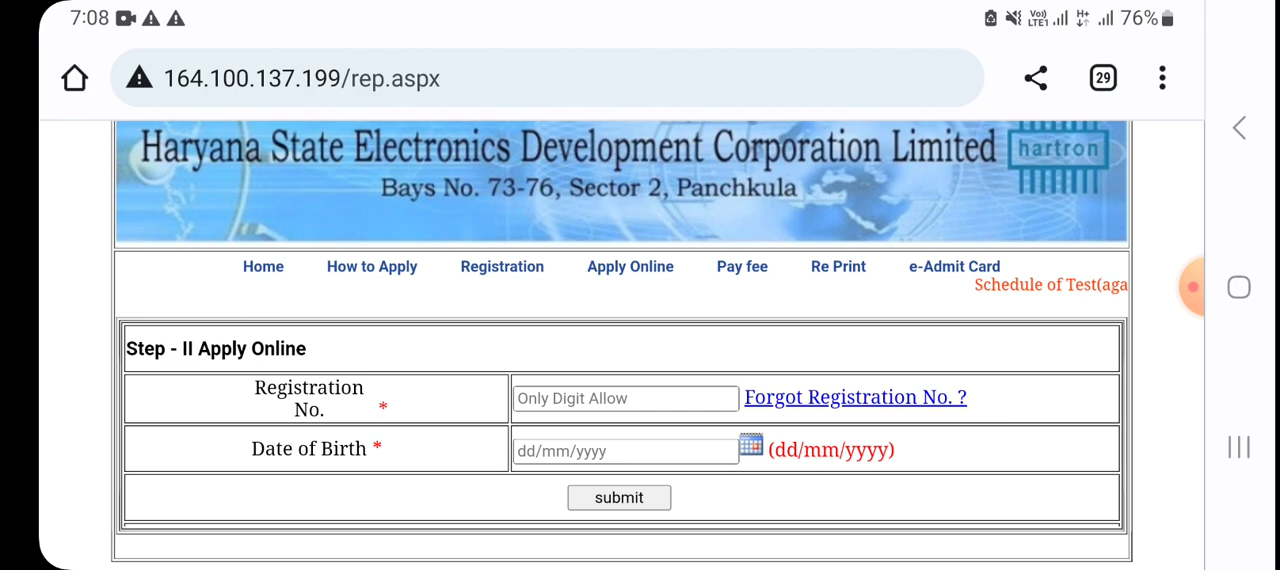 7:08
Vo)) LTE1 H+ 76%
164.100.137.199/rep.aspx
29
Haryana State Electronics Development Corporation Limited
hartron
Bays No. 73-76, Sector 2, Panchkula
Home How to Apply Registration Apply Online Pay fee Re Print e-Admit Card
Schedule of Test(aga
Step - II Apply Online
Registration
No. *
Only Digit Allow
Forgot Registration No. ?
Date of Birth *
dd/mm/yyyy
(dd/mm/yyyy)
submit